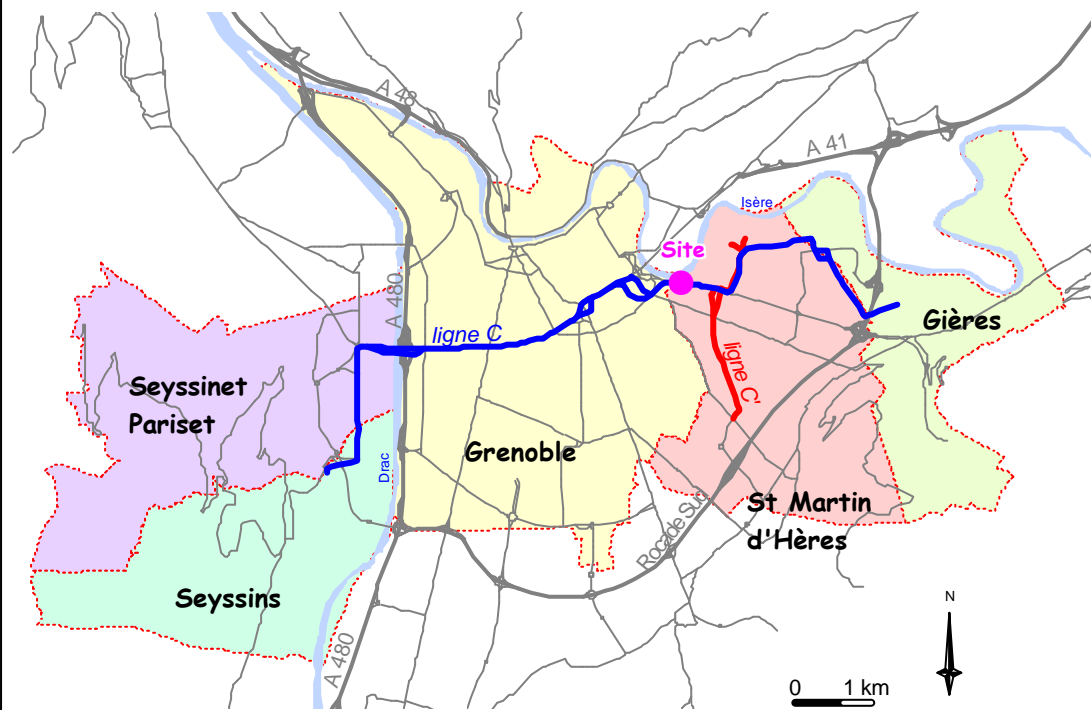 A 48
A 41
Isère
Site
A 480
ligne C
Gières
ligne C'
Seyssinet
Pariset
Grenoble
Drac
St Martin
d'Hères
Rocade Sud
Seyssins
A 480
N
0 1 km